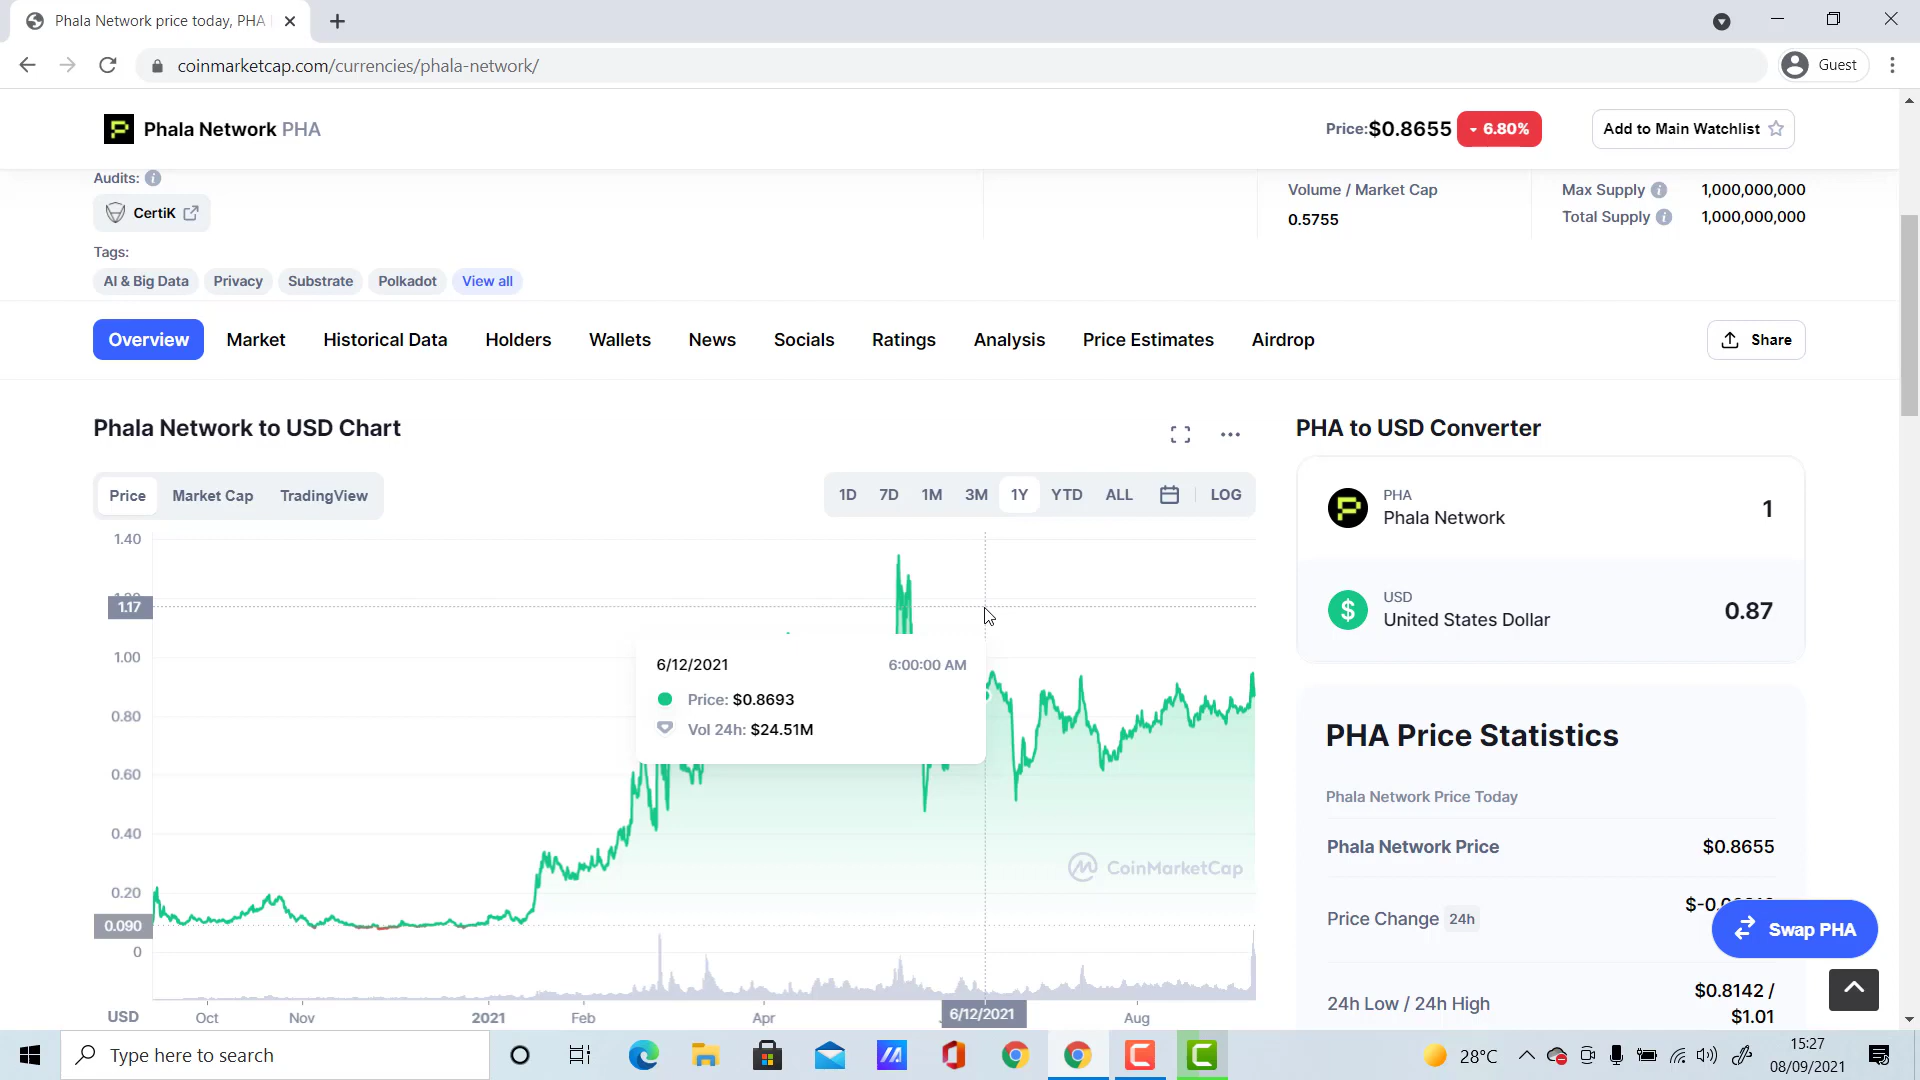 Phala Network price today, PHA
coinmarketcap.com/currencies/phala-network/
Guest
Phala Network PHA
Price:$0.8655
6.80%
Add to Main Watchlist
Audits:
CertiK
Volume / Market Cap
0.5755
Max Supply 1,000,000,000
Total Supply 1,000,000,000
Tags:
AI & Big Data Privacy Substrate Polkadot View all
Overview Market Historical Data Holders Wallets News Socials Ratings Analysis Price Estimates Airdrop
Share
Phala Network to USD Chart
Price Market Cap TradingView
1D 7D 1M 3M 1Y YTD ALL LOG
1.40
1.17
1.00
0.80
0.60
0.40
0.20
0.090
0
6/12/2021 6:00:00 AM
Price: $0.8693
Vol 24h: $24.51M
CoinMarketCap
USD Oct Nov 2021 Feb Apr 6/12/2021 Aug
PHA to USD Converter
PHA
Phala Network
1
USD
United States Dollar
0.87
PHA Price Statistics
Phala Network Price Today
Phala Network Price $0.8655
Price Change 24h
Swap PHA
24h Low / 24h High
$0.8142 /
$1.01
Type here to search
28°C
15:27
08/09/2021